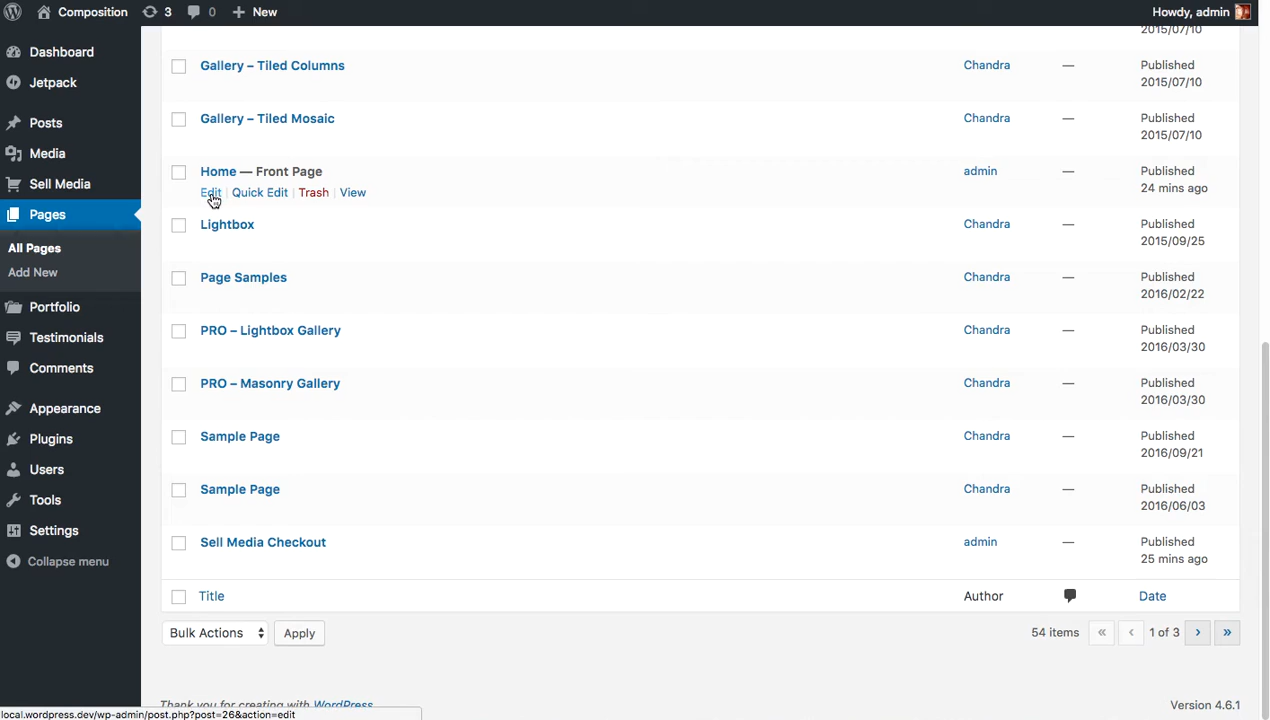 Composition 3 0 New Howdy, admin
2015/07/10
Dashboard
Jetpack
Posts
Media
Sell Media
Pages
All Pages
Add New
Portfolio
Testimonials
Comments
Appearance
Plugins
Users
Tools
Settings
Collapse menu
Gallery – Tiled Columns Chandra — Published
2015/07/10
Gallery – Tiled Mosaic Chandra — Published
2015/07/10
Home — Front Page admin — Published
Edit | Quick Edit | Trash | View 24 mins ago
Lightbox Chandra — Published
2015/09/25
Page Samples Chandra — Published
2016/02/22
PRO – Lightbox Gallery Chandra — Published
2016/03/30
PRO – Masonry Gallery Chandra — Published
2016/03/30
Sample Page Chandra — Published
2016/09/21
Sample Page Chandra — Published
2016/06/03
Sell Media Checkout admin — Published
25 mins ago
Title Author Date
Bulk Actions Apply 54 items « ‹ 1 of 3 › »
Thank you for creating with WordPress Version 4.6.1
local.wordpress.dev/wp-admin/post.php?post=26&action=edit